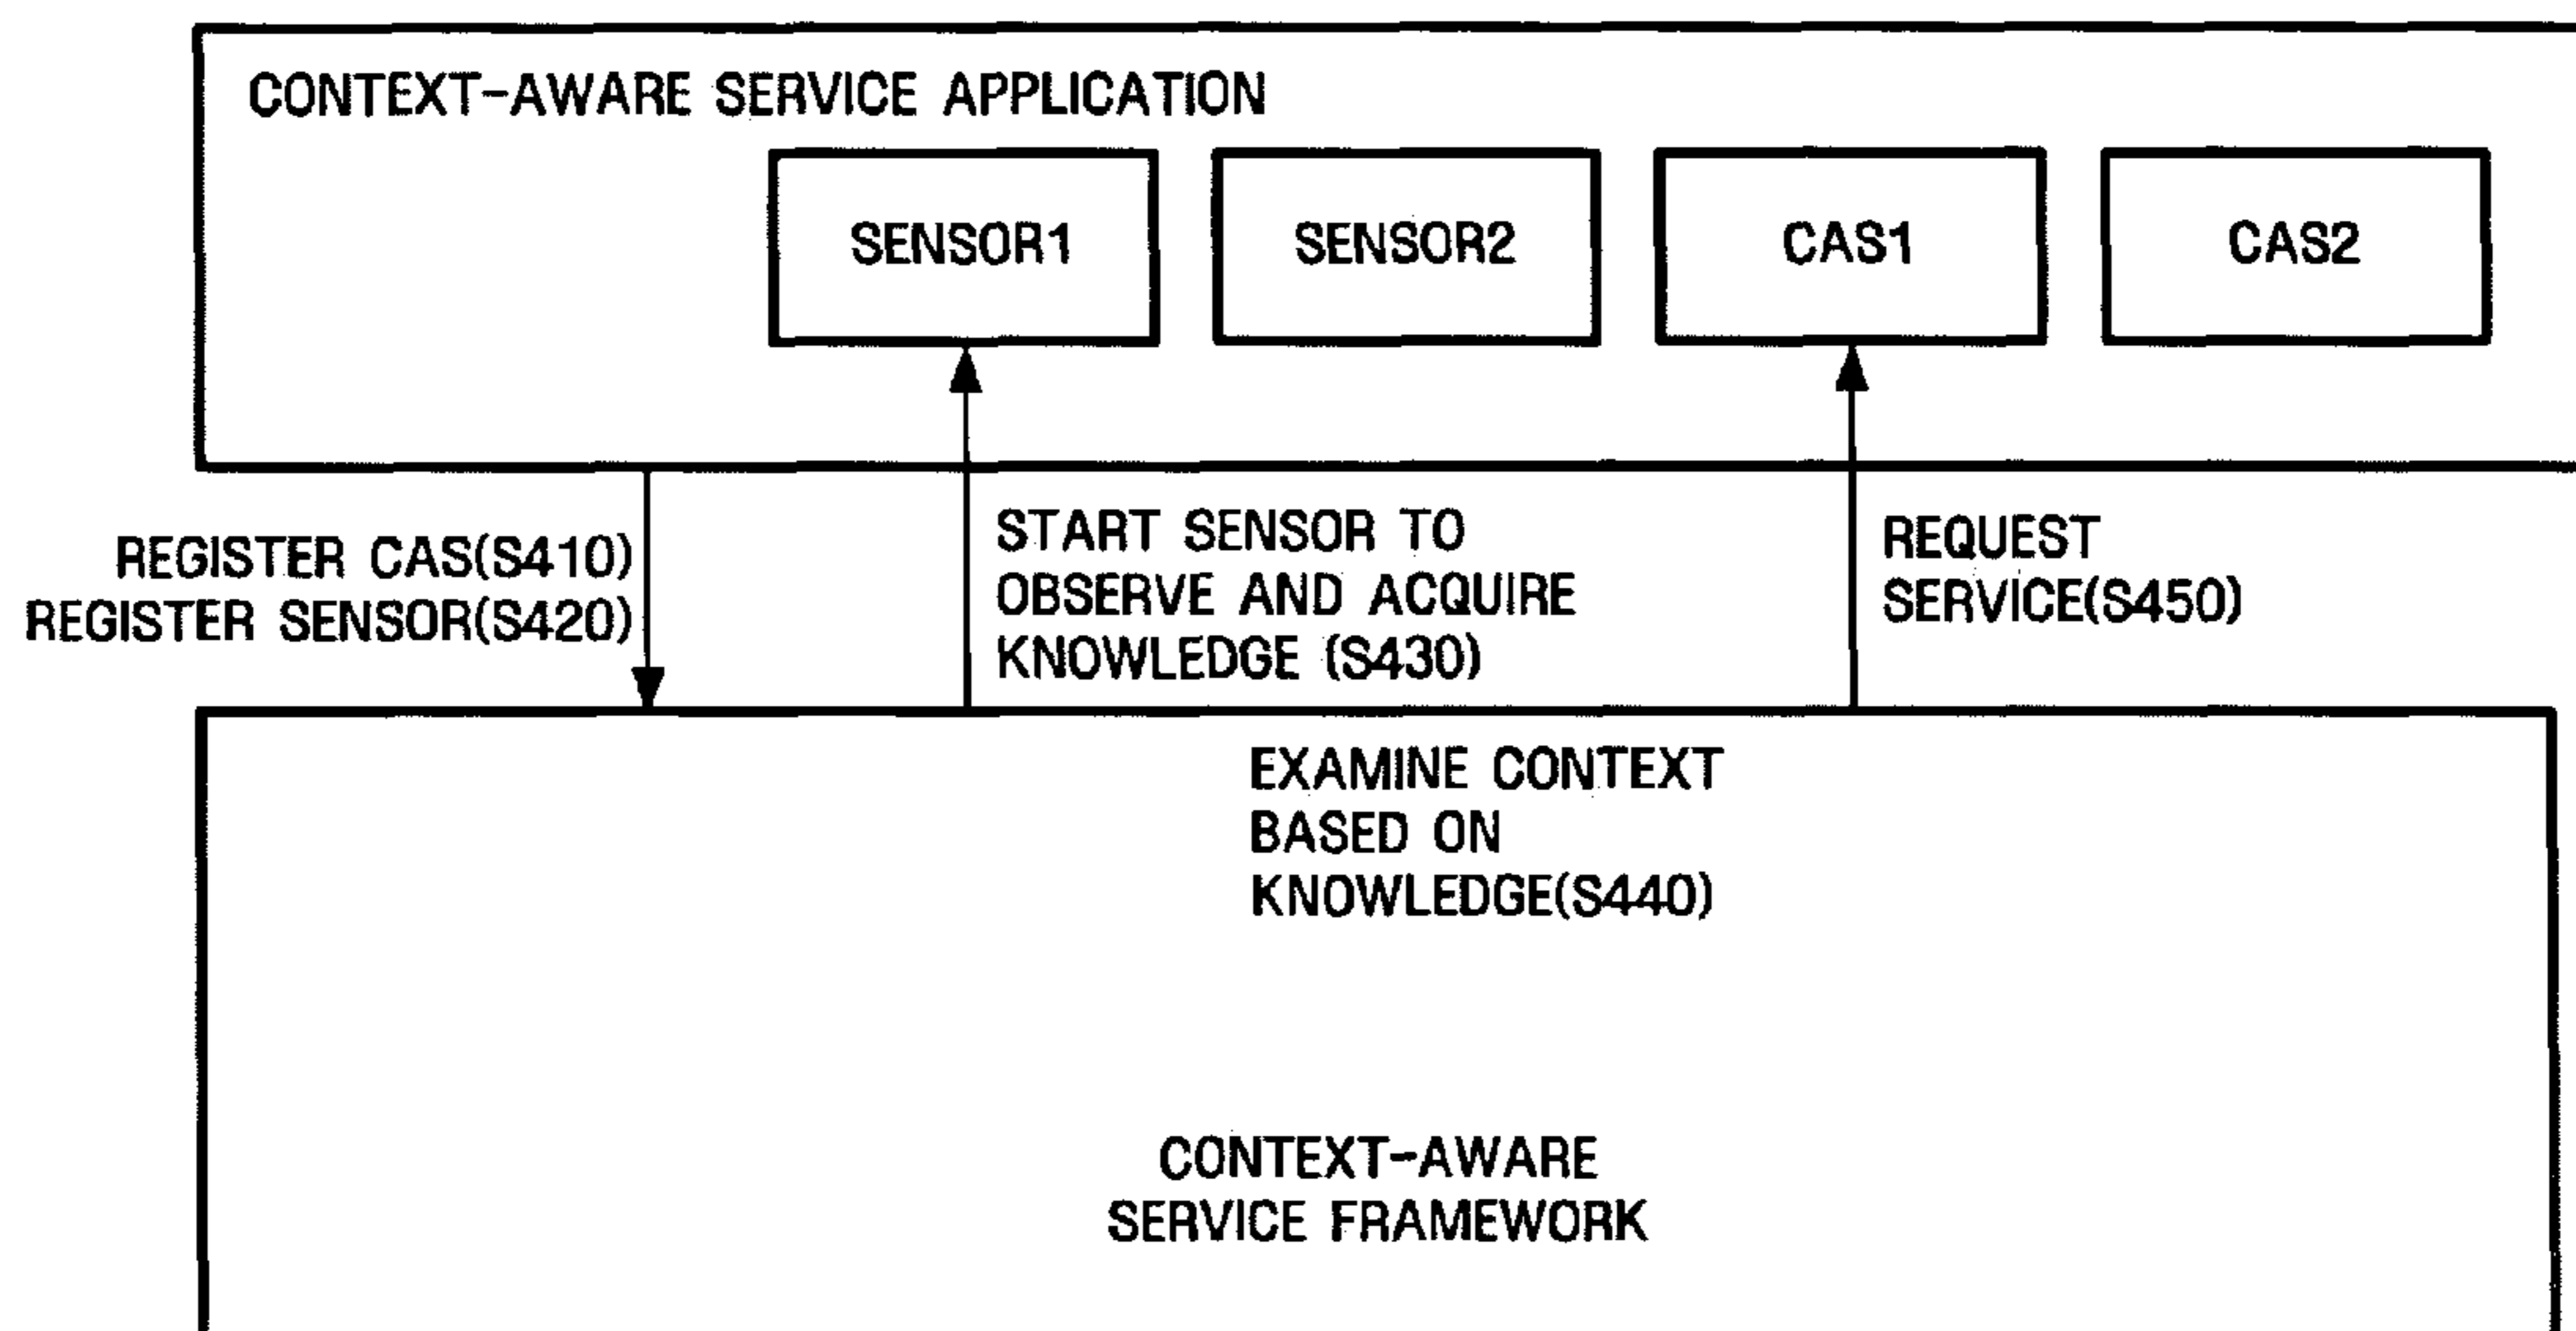 CONTEXT-AWARE SERVICE APPLICATION
SENSOR1
SENSOR2
CAS1
CAS2
REGISTER CAS(S410)
REGISTER SENSOR(S420)
START SENSOR TO
OBSERVE AND ACQUIRE
KNOWLEDGE (S430)
REQUEST
SERVICE(S450)
EXAMINE CONTEXT
BASED ON
KNOWLEDGE(S440)
CONTEXT-AWARE
SERVICE FRAMEWORK